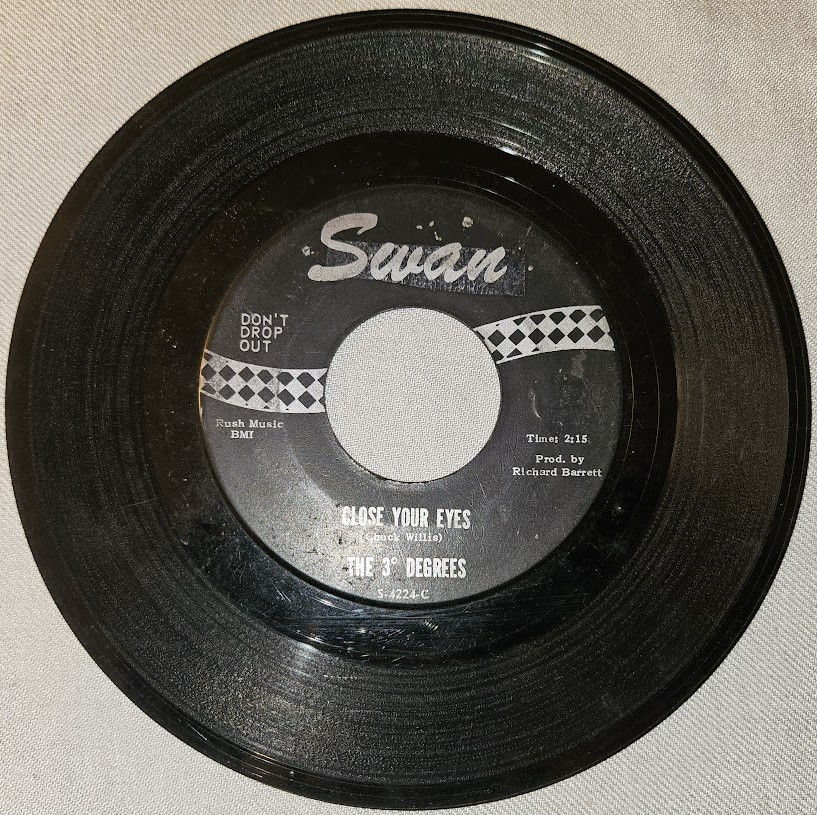 Swan
DON'T
DROP
OUT
Rush Music
BMI
Time: 2:15
Prod. by
Richard Barrett
CLOSE YOUR EYES
(Chuck Willis)
THE 3° DEGREES
S-4224-C